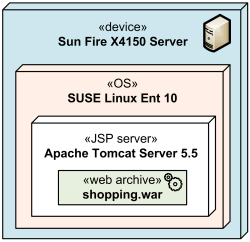 «device»
Sun Fire X4150 Server
«OS»
SUSE Linux Ent 10
«JSP server»
Apache Tomcat Server 5.5
«web archive»
shopping.war